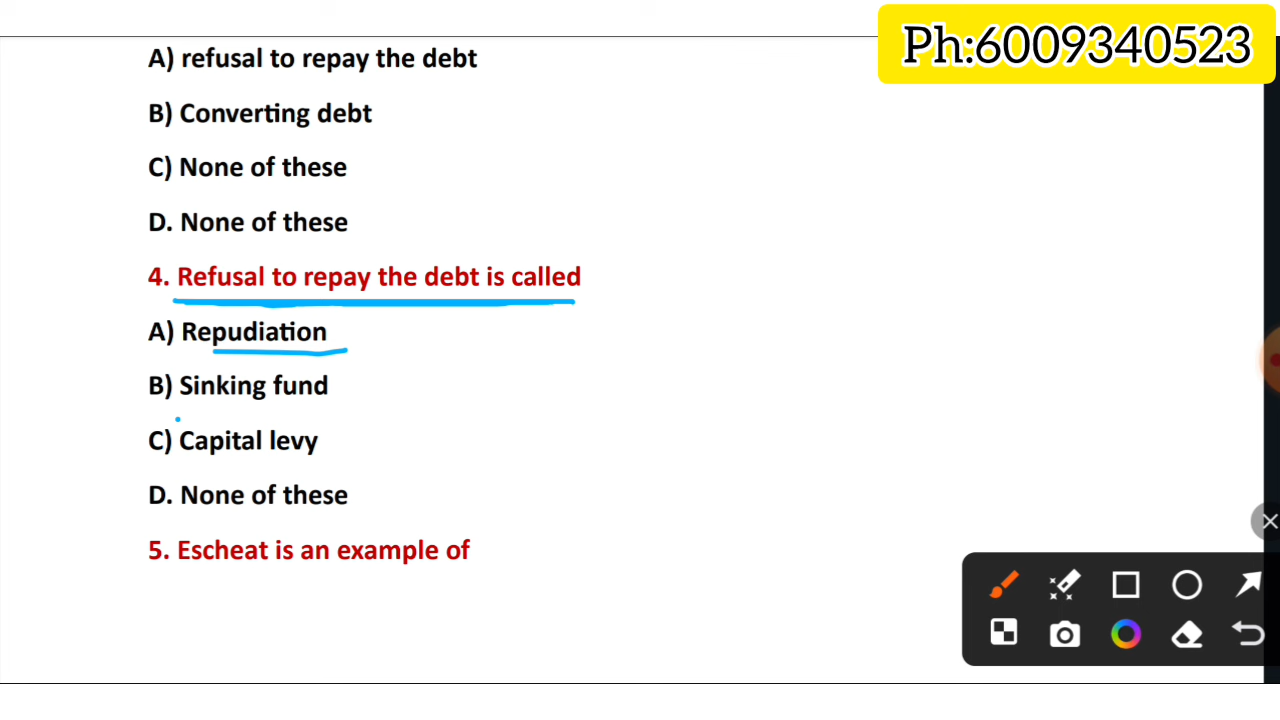 Ph:6009340523
A) refusal to repay the debt
B) Converting debt
C) None of these
D. None of these
4. Refusal to repay the debt is called
A) Repudiation
B) Sinking fund
C) Capital levy
D. None of these
5. Escheat is an example of